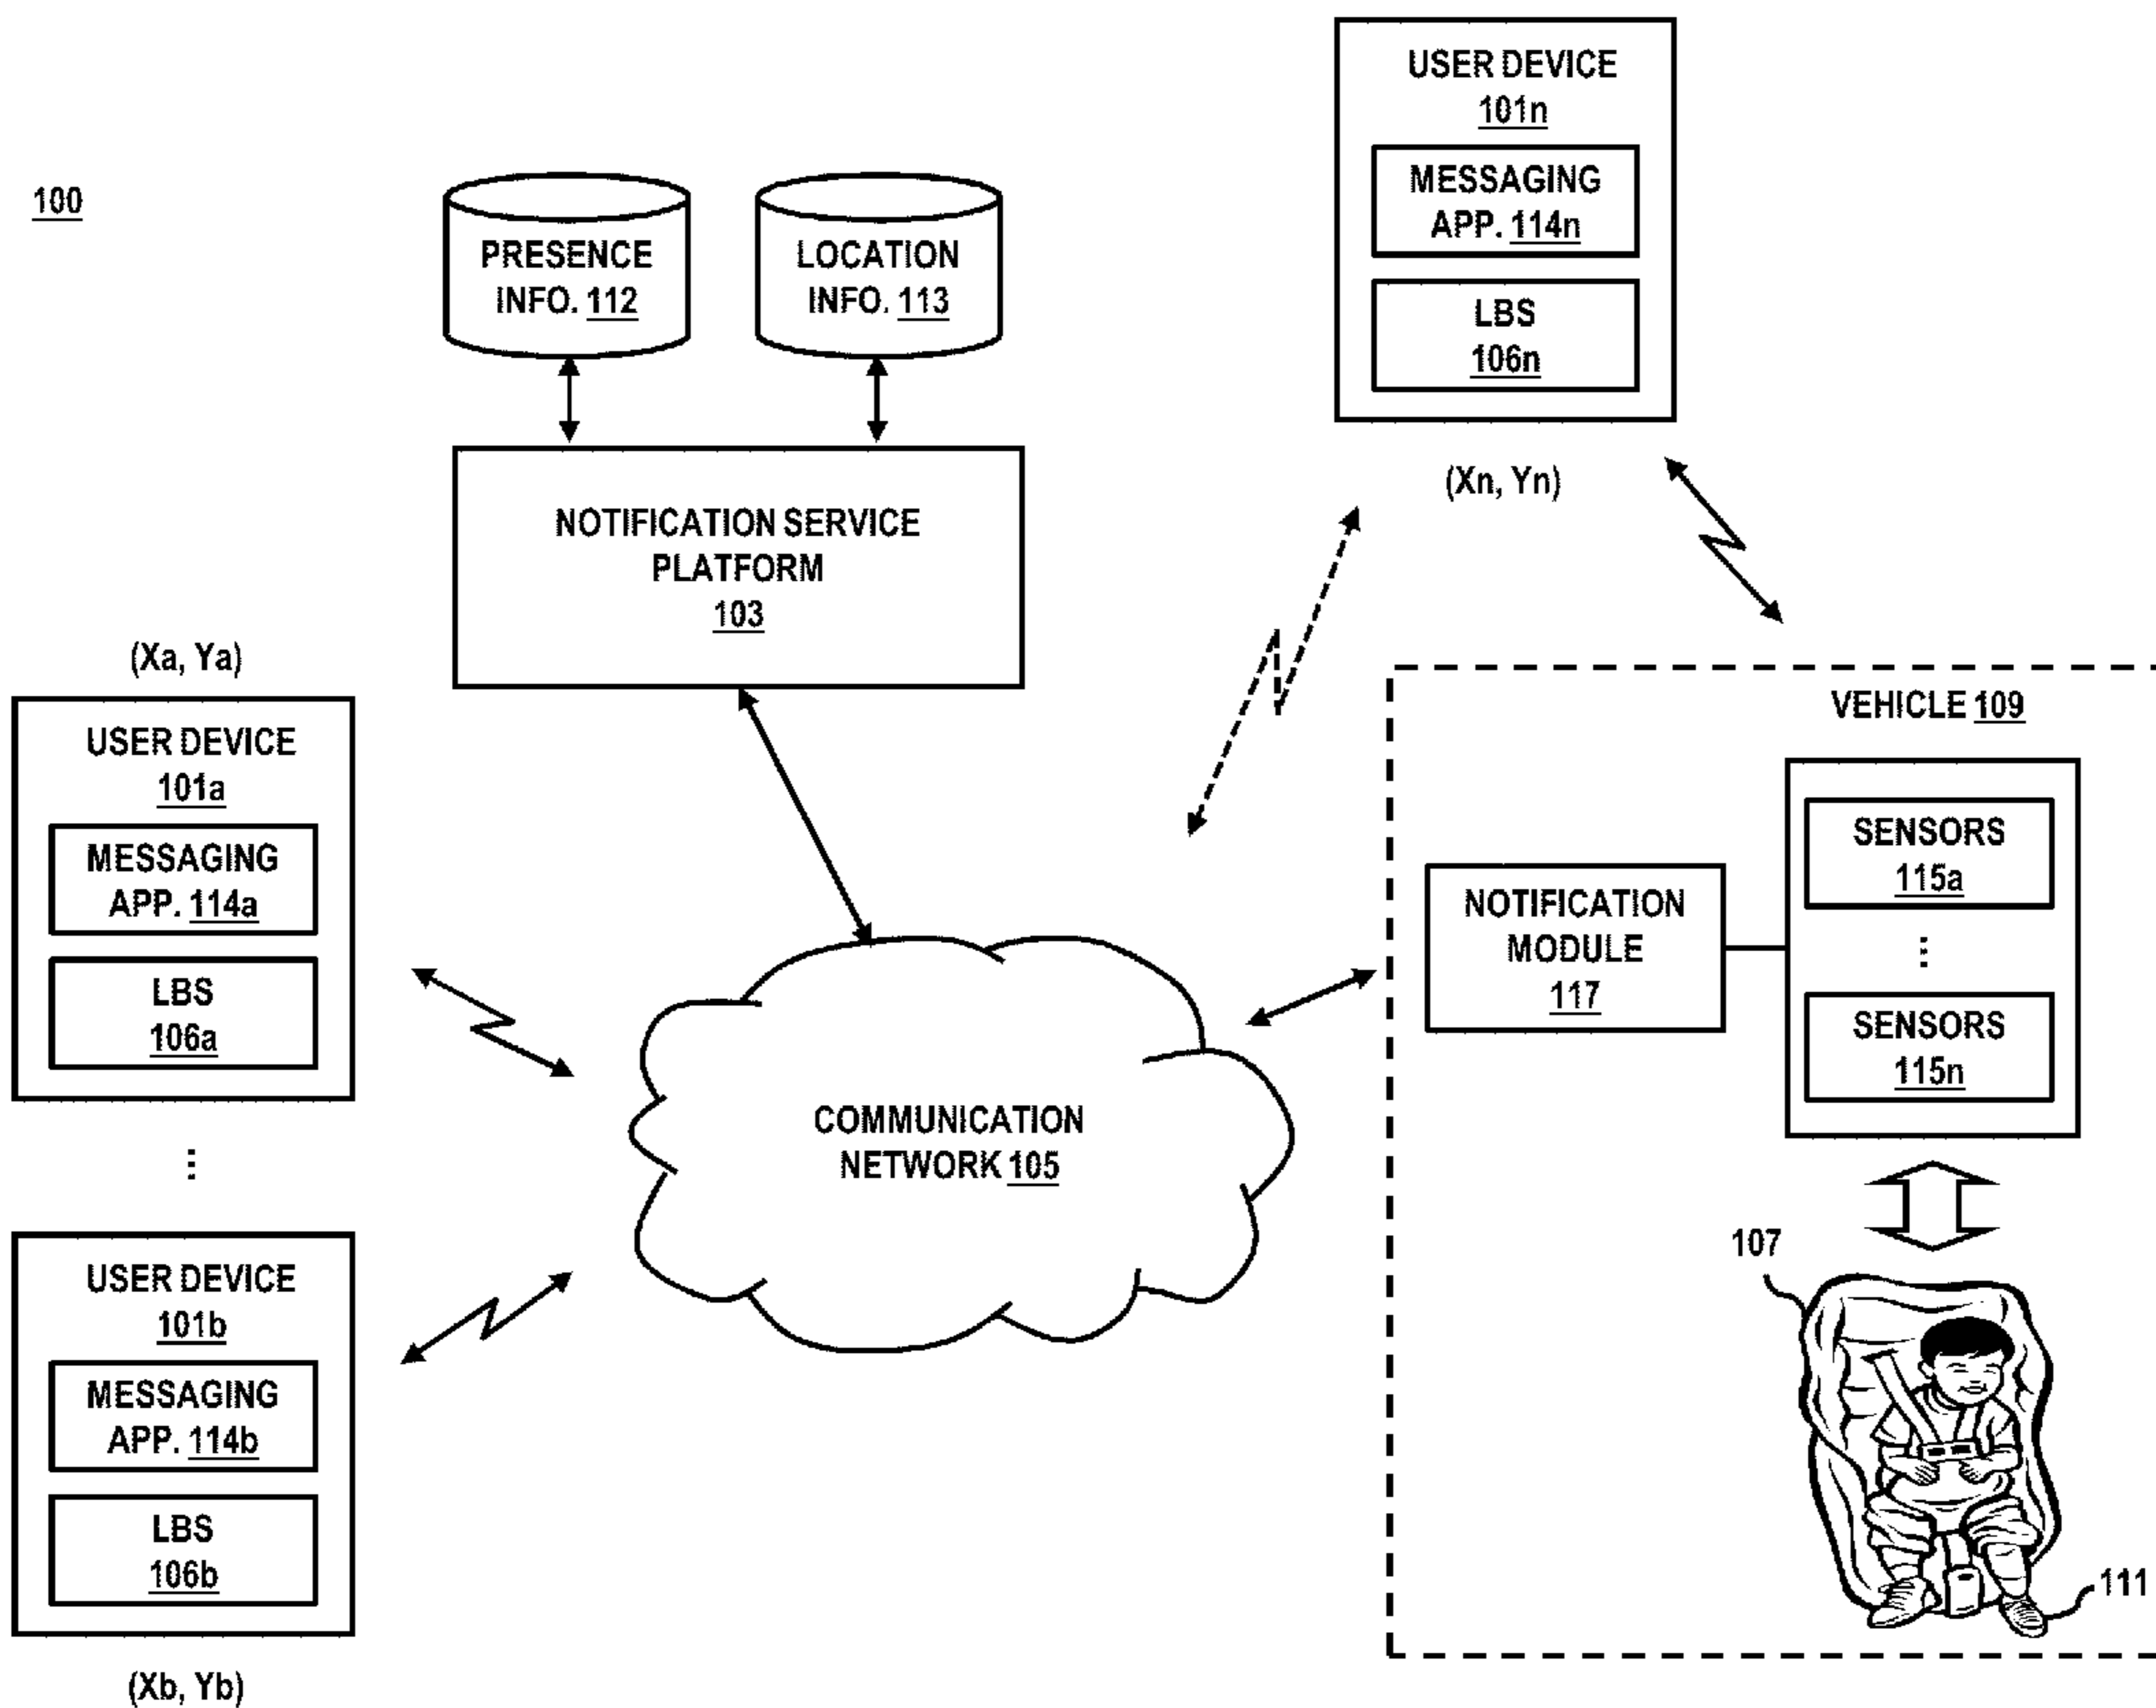 100
PRESENCE
INFO. 112
LOCATION
INFO. 113
NOTIFICATION SERVICE
PLATFORM
103
USER DEVICE
101n
MESSAGING
APP. 114n
LBS
106n
(Xn, Yn)
(Xa, Ya)
USER DEVICE
101a
MESSAGING
APP. 114a
LBS
106a
...
USER DEVICE
101b
MESSAGING
APP. 114b
LBS
106b
(Xb, Yb)
COMMUNICATION
NETWORK 105
VEHICLE 109
NOTIFICATION
MODULE
117
SENSORS
115a
...
SENSORS
115n
107
111